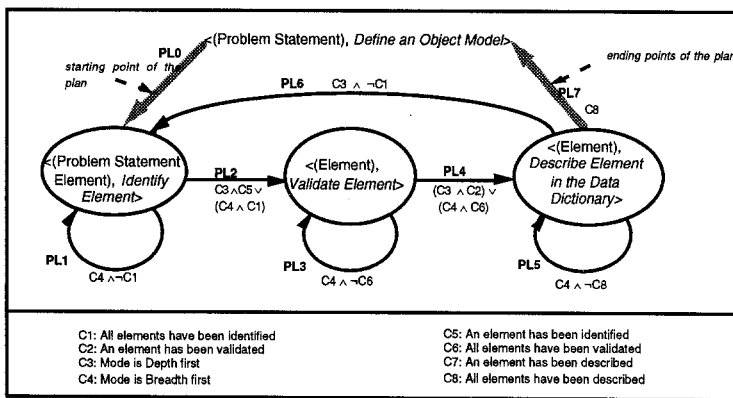 PL0
<(Problem Statement), Define an Object Model>
starting point of the
plan
ending points of the plan
PL6
C3 ∧ ¬C1
PL7
C8
<(Problem Statement
Element), Identify
Element>
PL2
C3 ∧C5 ∨
(C4 ∧ C1)
<(Element),
Validate Element>
PL4
(C3 ∧ C2) ∨
(C4 ∧ C6)
<(Element),
Describe Element
in the Data
Dictionary>
PL1
C4 ∧ ¬C1
PL3
C4 ∧ ¬C6
PL5
C4 ∧ ¬C8
C1: All elements have been identified
C2: An element has been validated
C3: Mode is Depth first
C4: Mode is Breadth first
C5: An element has been identified
C6: All elements have been validated
C7: An element has been described
C8: All elements have been described